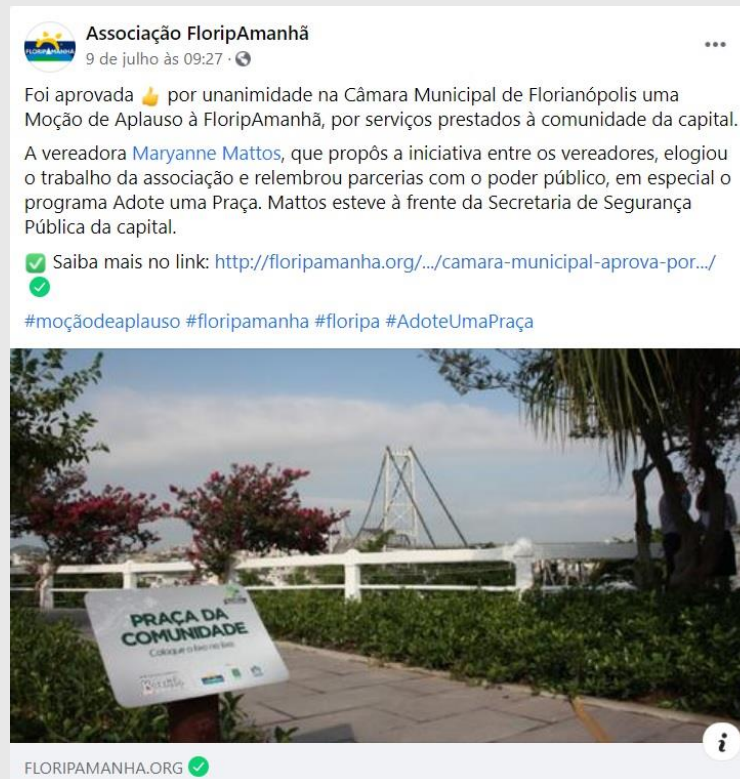 Associação FloripAmanhã
9 de julho às 09:27 ·
Foi aprovada 👍 por unanimidade na Câmara Municipal de Florianópolis uma
Moção de Aplauso à FloripAmanhã, por serviços prestados à comunidade da capital.
A vereadora Maryanne Mattos, que propôs a iniciativa entre os vereadores, elogiou
o trabalho da associação e relembrou parcerias com o poder público, em especial o
programa Adote uma Praça. Mattos esteve à frente da Secretaria de Segurança
Pública da capital.
✅ Saiba mais no link: http://floripamanha.org/.../camara-municipal-aprova-por.../
#moçãodeaplauso #floripamanha #floripa #AdoteUmaPraça
PRAÇA DA
COMUNIDADE
Coloque o lixo no lixo
FLORIPAMANHA.ORG